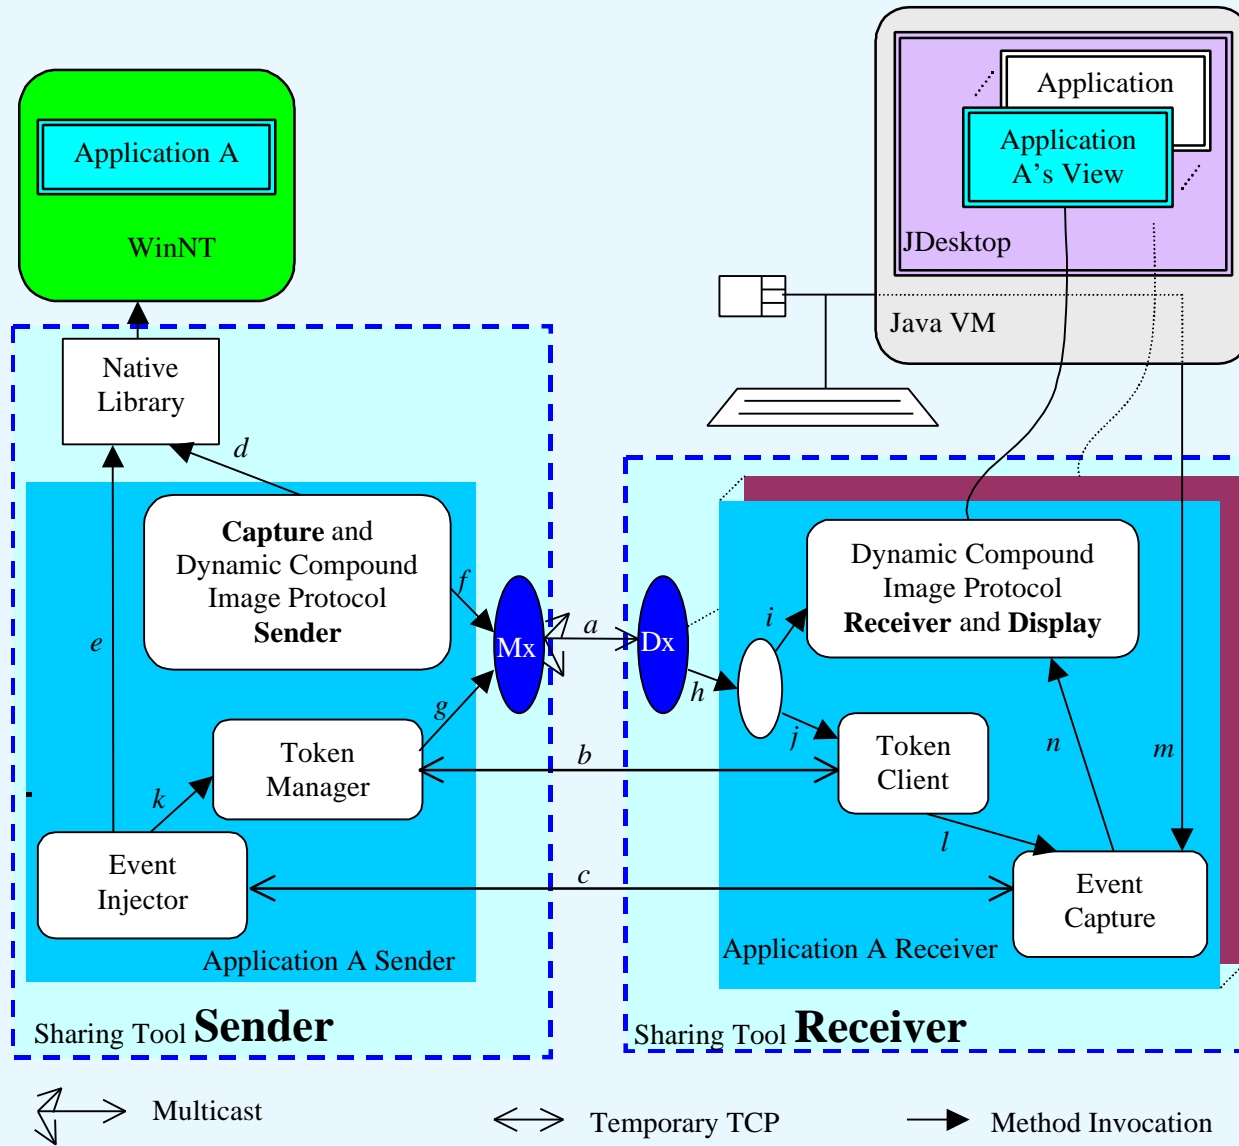 Application A
WinNT
Application
Application
A's View
JDesktop
Java VM
Native
Library
d
Capture and
Dynamic Compound
Image Protocol
Sender
e
f
Mx
g
Token
Manager
k
Event
Injector
Application A Sender
Sharing Tool Sender
a
b
c
Dx
h
i
j
Dynamic Compound
Image Protocol
Receiver and Display
Token
Client
n
m
l
Event
Capture
Application A Receiver
Sharing Tool Receiver
Multicast
Temporary TCP
Method Invocation